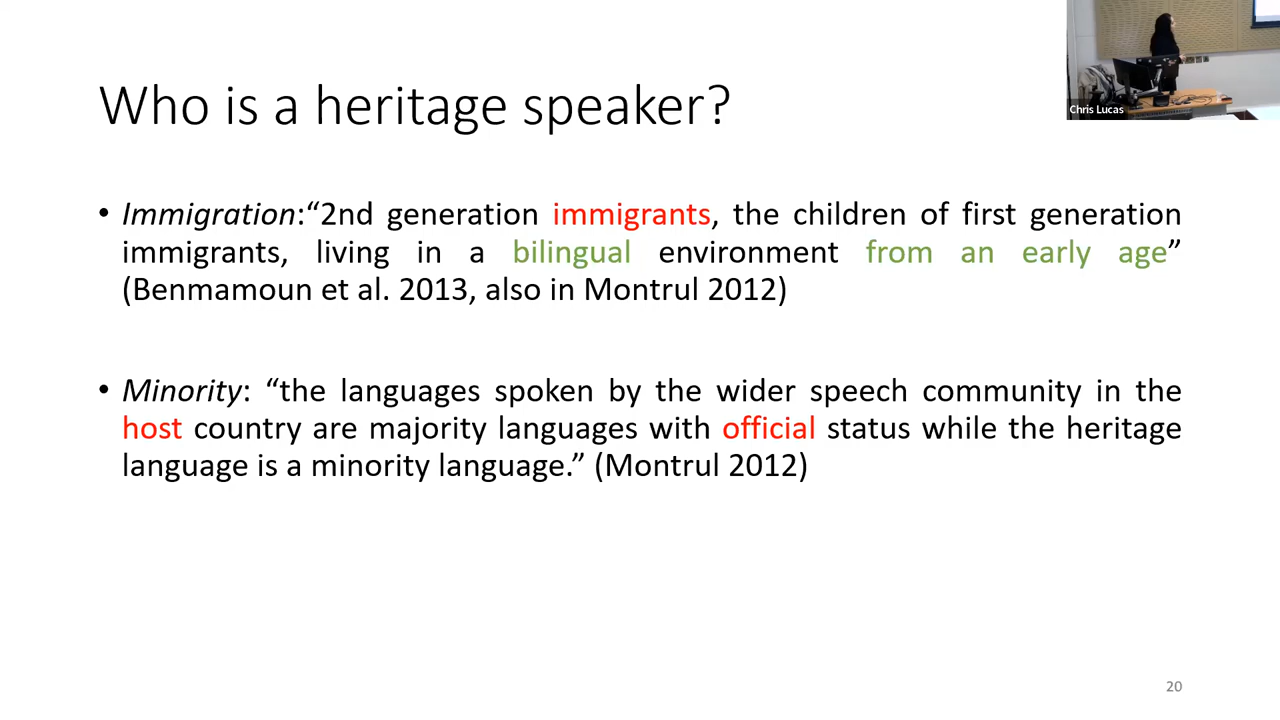 Chris Lucas
Who is a heritage speaker?
• Immigration:“2nd generation immigrants, the children of first generation
immigrants, living in a bilingual environment from an early age”
(Benmamoun et al. 2013, also in Montrul 2012)
• Minority: “the languages spoken by the wider speech community in the
host country are majority languages with official status while the heritage
language is a minority language.” (Montrul 2012)
20